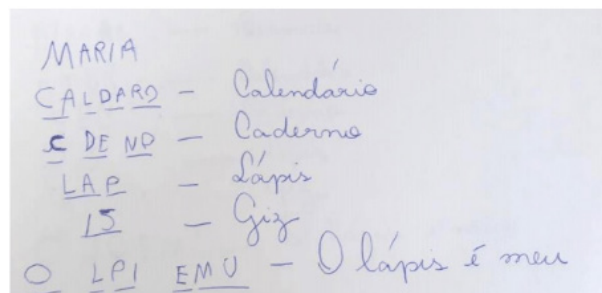 MARIA
CALDARO - Calendário
C DE NO - Caderno
LAP - Lápis
IS - Giz
O LPI EMU - O lápis é meu